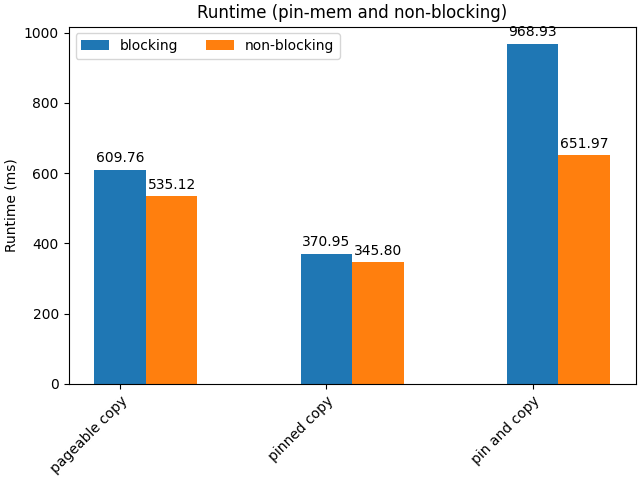 Runtime (pin-mem and non-blocking)
blocking
non-blocking
Runtime (ms)
1000
800
600
400
200
0
609.76
535.12
370.95
345.80
968.93
651.97
pageable copy
pinned copy
pin and copy